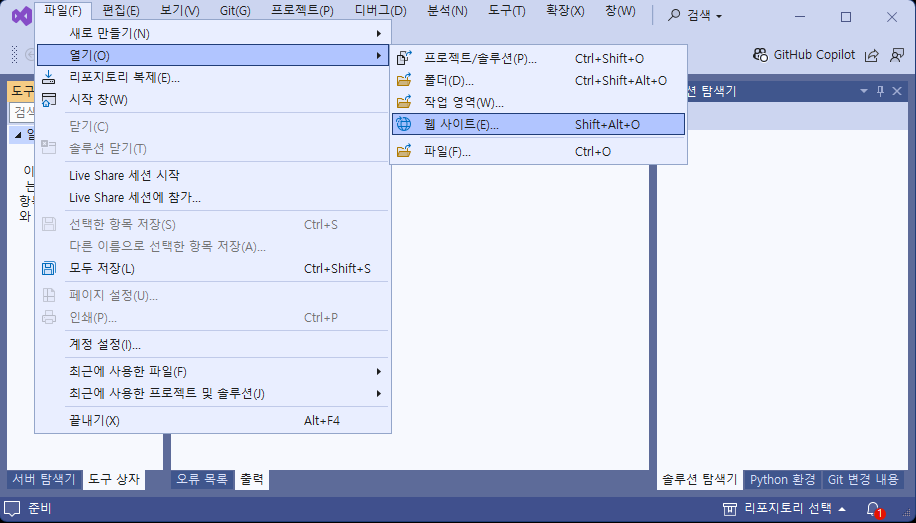 파일(F) 편집(E) 보기(V) Git(G) 프로젝트(P) 디버그(D) 분석(N) 도구(T) 확장(X) 창(W) 검색
GitHub Copilot
새로 만들기(N)
열기(O)
리포지토리 복제(E)...
시작 창(W)
닫기(C)
솔루션 닫기(T)
Live Share 세션 시작
Live Share 세션에 참가...
선택한 항목 저장(S) Ctrl+S
다른 이름으로 선택한 항목 저장(A)...
모두 저장(L) Ctrl+Shift+S
페이지 설정(U)...
인쇄(P)... Ctrl+P
계정 설정(I)...
최근에 사용한 파일(F)
최근에 사용한 프로젝트 및 솔루션(J)
끝내기(X) Alt+F4
프로젝트/솔루션(P)... Ctrl+Shift+O
폴더(D)... Ctrl+Shift+Alt+O
작업 영역(W)...
웹 사이트(E)... Shift+Alt+O
파일(F)... Ctrl+O
도구
검색
이
는
항목
와
션 탐색기
서버 탐색기 도구 상자 오류 목록 출력 솔루션 탐색기 Python 환경 Git 변경 내용
준비 리포지토리 선택 1